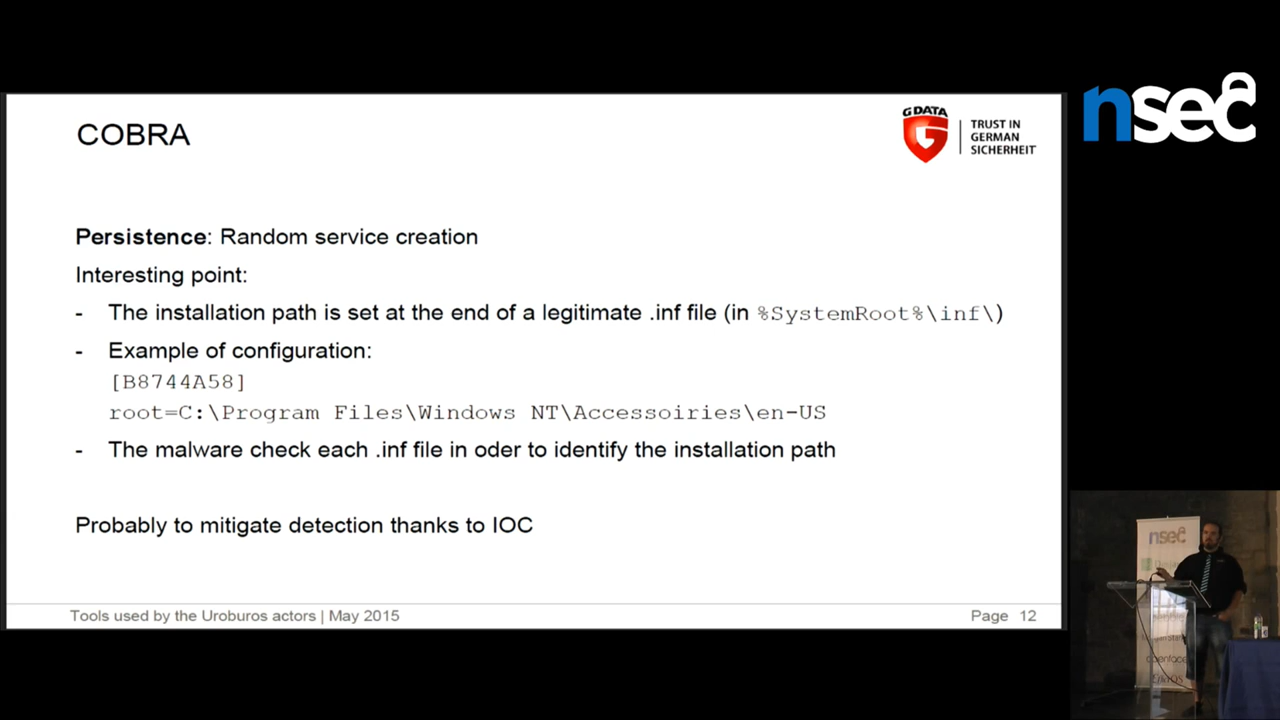 COBRA
G DATA
TRUST IN
GERMAN
SICHERHEIT
nsec
Persistence: Random service creation
Interesting point:
- The installation path is set at the end of a legitimate .inf file (in %SystemRoot%\inf\)
- Example of configuration:
[B8744A58]
root=C:\Program Files\Windows NT\Accessoiries\en-US
- The malware check each .inf file in oder to identify the installation path
Probably to mitigate detection thanks to IOC
Tools used by the Uroburos actors | May 2015
Page 12
nsec